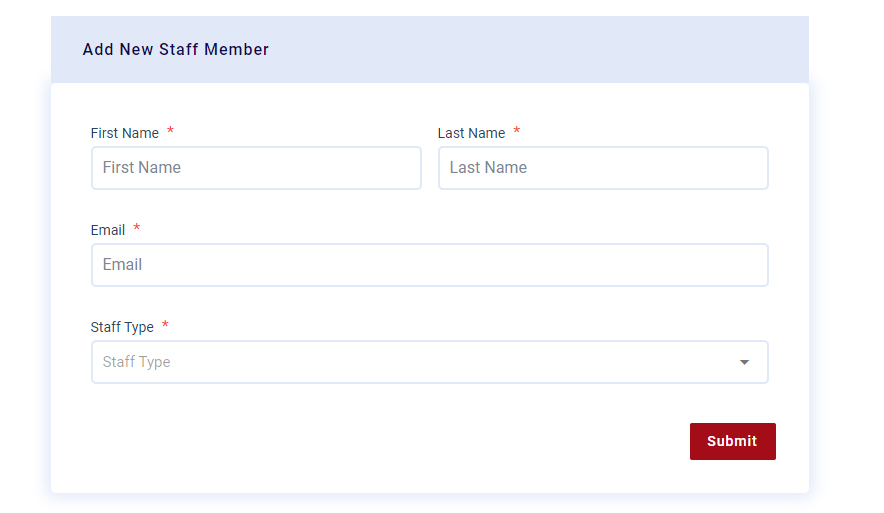 Add New Staff Member
First Name * Last Name *
First Name Last Name
Email *
Email
Staff Type *
Staff Type
Submit